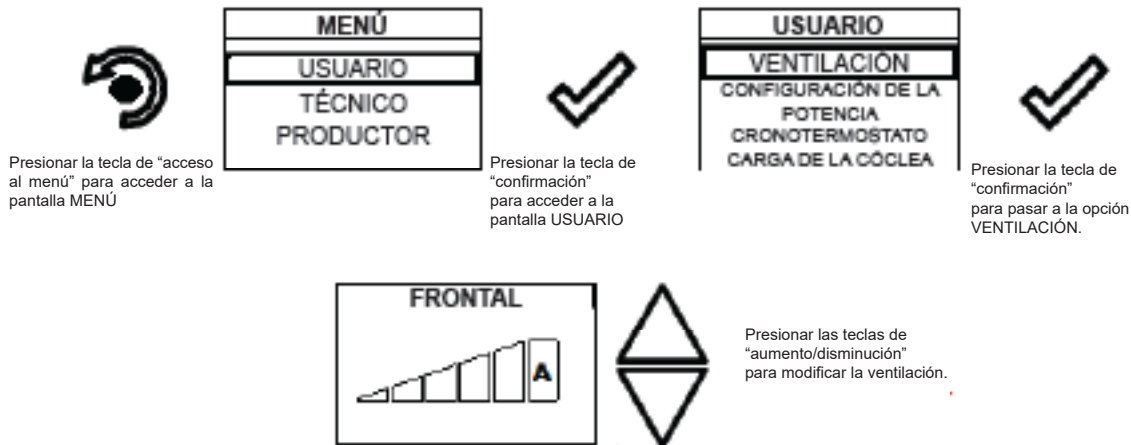 MENÚ
USUARIO
TÉCNICO
PRODUCTOR
Presionar la tecla de “acceso
al menú” para acceder a la
pantalla MENÚ
Presionar la tecla de
“confirmación”
para acceder a la
pantalla USUARIO
USUARIO
VENTILACIÓN
CONFIGURACIÓN DE LA
POTENCIA
CRONOTERMOSTATO
CARGA DE LA CÓCLEA
Presionar la tecla de
“confirmación”
para pasar a la opción
VENTILACIÓN.
FRONTAL
A
Presionar las teclas de
“aumento/disminución”
para modificar la ventilación.